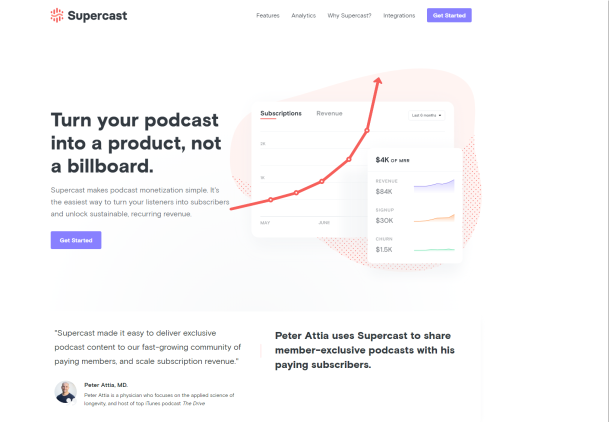 Supercast
Features
Analytics
Why Supercast?
Integrations
Get Started
Turn your podcast
into a product, not
a billboard.
Supercast makes podcast monetization simple. It's
the easiest way to turn your listeners into subscribers
and unlock sustainable, recurring revenue.
Get Started
Subscriptions
Revenue
Last 6 months
2K
1K
MAY
JUNE
$4K OF MRR
REVENUE
$84K
SIGNUP
$30K
CHURN
$1.5K
"Supercast made it easy to deliver exclusive
podcast content to our fast-growing community of
paying members, and scale subscription revenue."
Peter Attia, MD.
Peter Attia is a physician who focuses on the applied science of
longevity, and host of top iTunes podcast The Drive
Peter Attia uses Supercast to share
member-exclusive podcasts with his
paying subscribers.